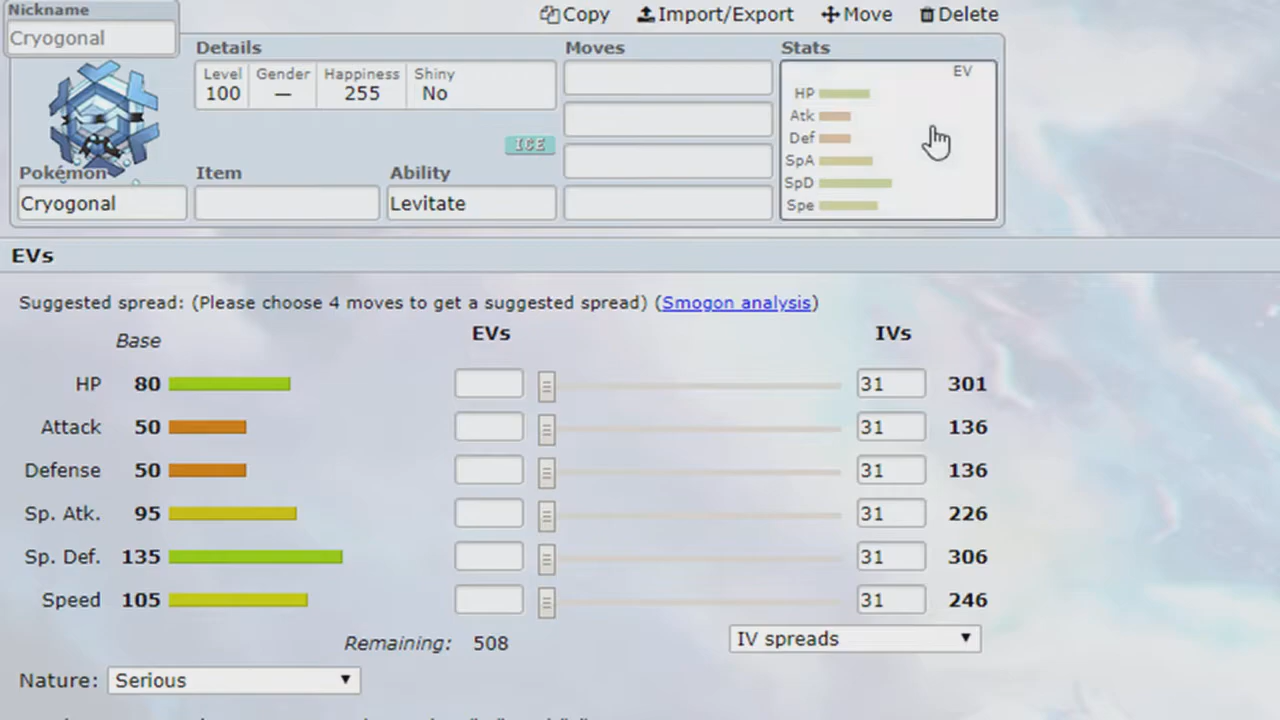 Nickname
Cryogonal
Copy Import/Export Move Delete
Details
Level Gender Happiness Shiny
100 — 255 No
ICE
Pokémon Item Ability
Cryogonal Levitate
Moves
Stats
EV
HP
Atk
Def
SpA
SpD
Spe
EVs
Suggested spread: (Please choose 4 moves to get a suggested spread) (Smogon analysis)
Base EVs IVs
HP 80 31 301
Attack 50 31 136
Defense 50 31 136
Sp. Atk. 95 31 226
Sp. Def. 135 31 306
Speed 105 31 246
Remaining: 508
IV spreads
Nature: Serious